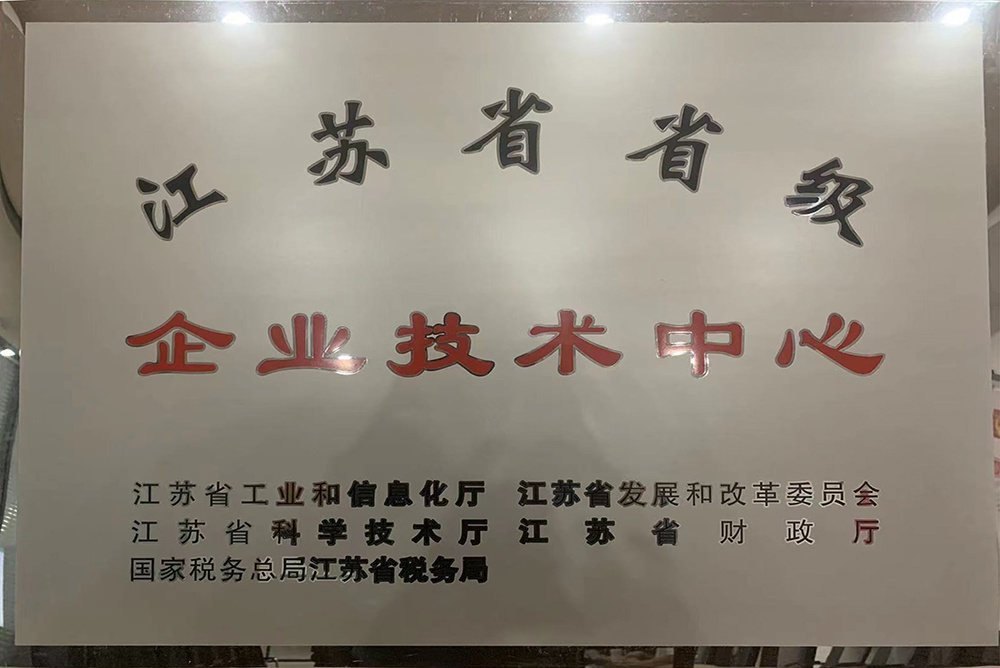 江苏省省级
企业技术中心
江苏省工业和信息化厅 江苏省发展和改革委员会
江苏省科学技术厅 江苏省财政厅
国家税务总局江苏省税务局